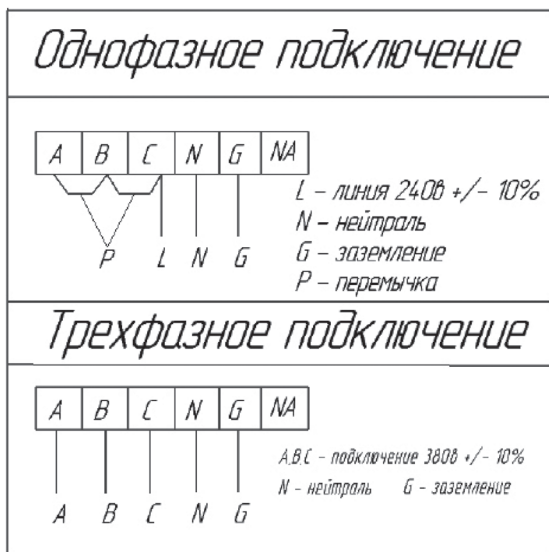 Однофазное подключение
A B C N G NA
P L N G
L - линия 240в +/- 10%
N - нейтраль
G - заземление
P - перемычка
Трехфазное подключение
A B C N G NA
A B C N G
A,B,C - подключение 380в +/- 10%
N - нейтраль G - заземление